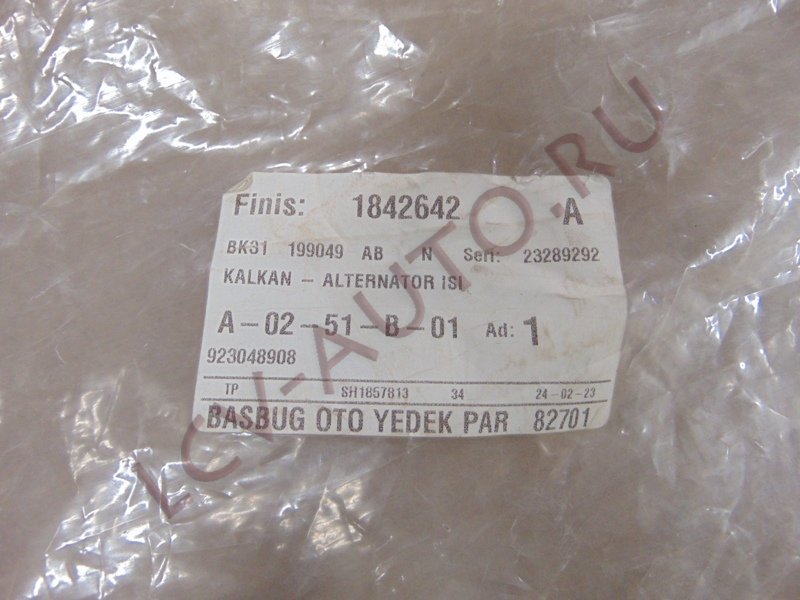 Finis: 1842642 A
BK31 199049 AB N Seri: 23289292
KALKAN - ALTERNATOR ISI
A-02-51-B-01 Ad: 1
923048908
TP SH1857813 34 24-02-23
BASBUG OTO YEDEK PAR 82701
LCV-AUTO.RU